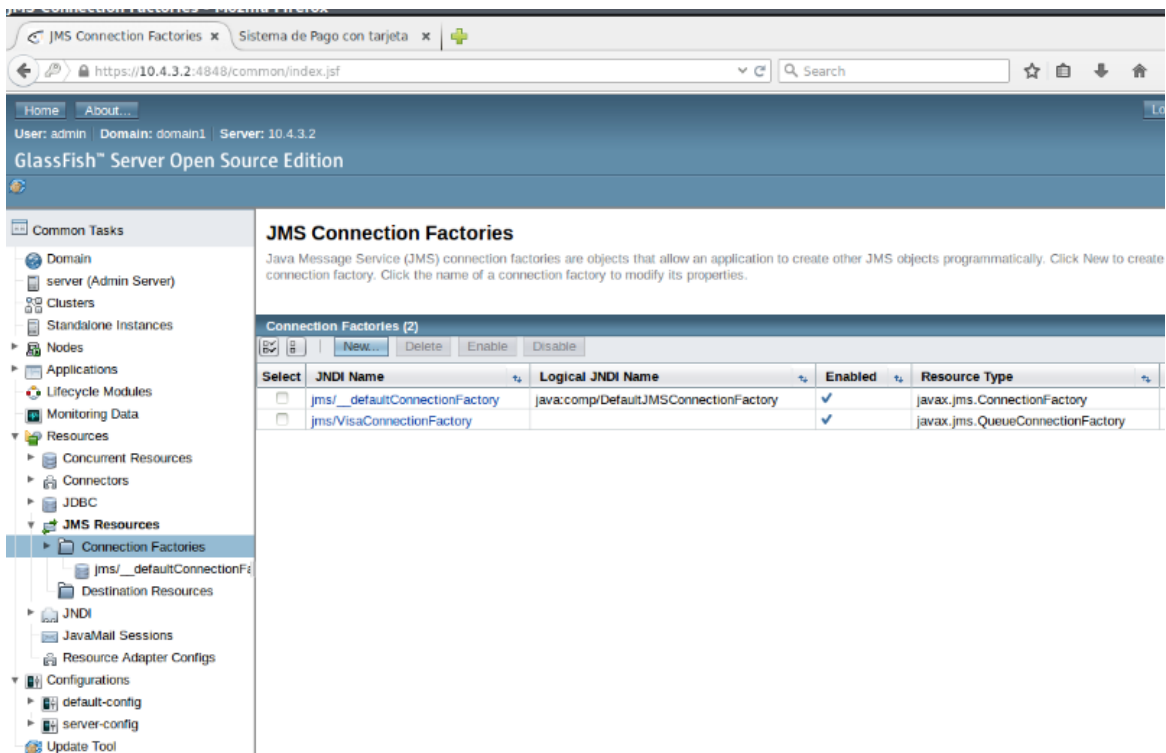 JMS Connection Factories - Mozilla Firefox
JMS Connection Factories
Sistema de Pago con tarjeta
https://10.4.3.2:4848/common/index.jsf
Search
Home About...
User: admin Domain: domain1 Server: 10.4.3.2
GlassFish™ Server Open Source Edition
Common Tasks
Domain
server (Admin Server)
Clusters
Standalone Instances
Nodes
Applications
Lifecycle Modules
Monitoring Data
Resources
Concurrent Resources
Connectors
JDBC
JMS Resources
Connection Factories
jms/__defaultConnectionFa
Destination Resources
JNDI
JavaMail Sessions
Resource Adapter Configs
Configurations
default-config
server-config
Update Tool
JMS Connection Factories
Java Message Service (JMS) connection factories are objects that allow an application to create other JMS objects programmatically. Click New to create
connection factory. Click the name of a connection factory to modify its properties.
Connection Factories (2)
New... Delete Enable Disable
Select JNDI Name Logical JNDI Name Enabled Resource Type
jms/__defaultConnectionFactory java:comp/DefaultJMSConnectionFactory javax.jms.ConnectionFactory
jms/VisaConnectionFactory javax.jms.QueueConnectionFactory